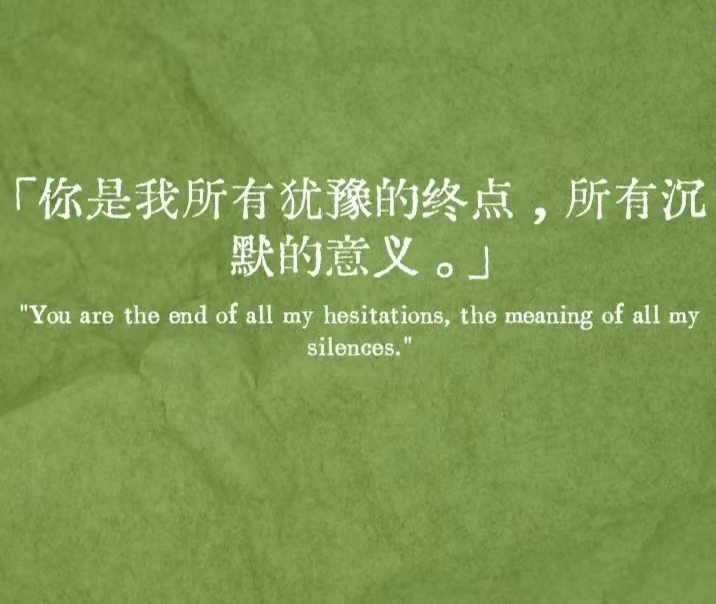 「你是我所有犹豫的终点，所有沉
默的意义。」
"You are the end of all my hesitations, the meaning of all my
silences."